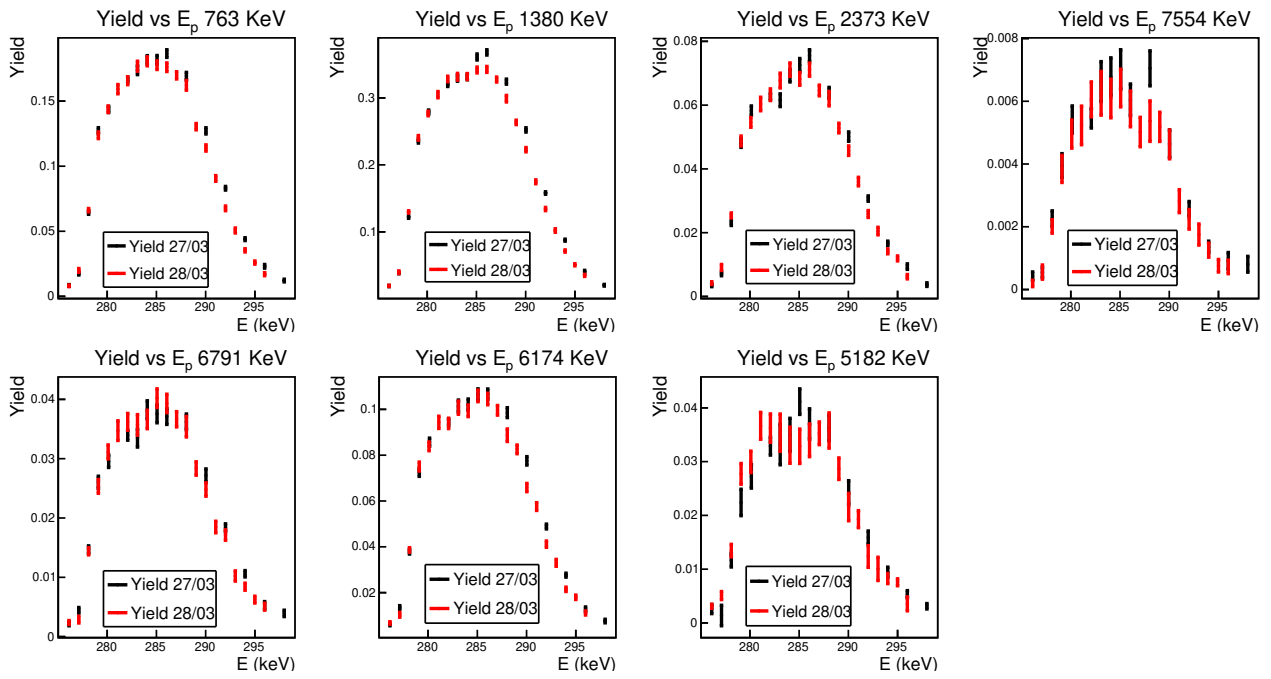 Yield vs E_p 763 KeV
Yield
0.15
0.1
0.05
0
Yield 27/03
Yield 28/03
280 285 290 295
E (keV)
Yield vs E_p 1380 KeV
Yield
0.3
0.2
0.1
Yield 27/03
Yield 28/03
280 285 290 295
E (keV)
Yield vs E_p 2373 KeV
Yield
0.08
0.06
0.04
0.02
0
Yield 27/03
Yield 28/03
280 285 290 295
E (keV)
Yield vs E_p 7554 KeV
Yield
0.008
0.006
0.004
0.002
0
Yield 27/03
Yield 28/03
280 285 290 295
E (keV)
Yield vs E_p 6791 KeV
Yield
0.04
0.03
0.02
0.01
0
Yield 27/03
Yield 28/03
280 285 290 295
E (keV)
Yield vs E_p 6174 KeV
Yield
0.1
0.08
0.06
0.04
0.02
Yield 27/03
Yield 28/03
280 285 290 295
E (keV)
Yield vs E_p 5182 KeV
Yield
0.04
0.03
0.02
0.01
0
Yield 27/03
Yield 28/03
280 285 290 295
E (keV)